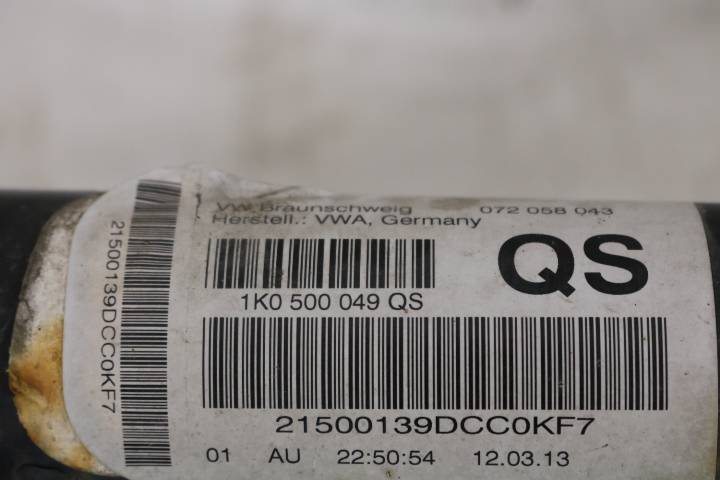 VW Braunschweig 072 058 043
Herstell.: VWA, Germany
QS
1K0 500 049 QS
21500139DCC0KF7
21500139DCC0KF7
01 AU 22:50:54 12.03.13